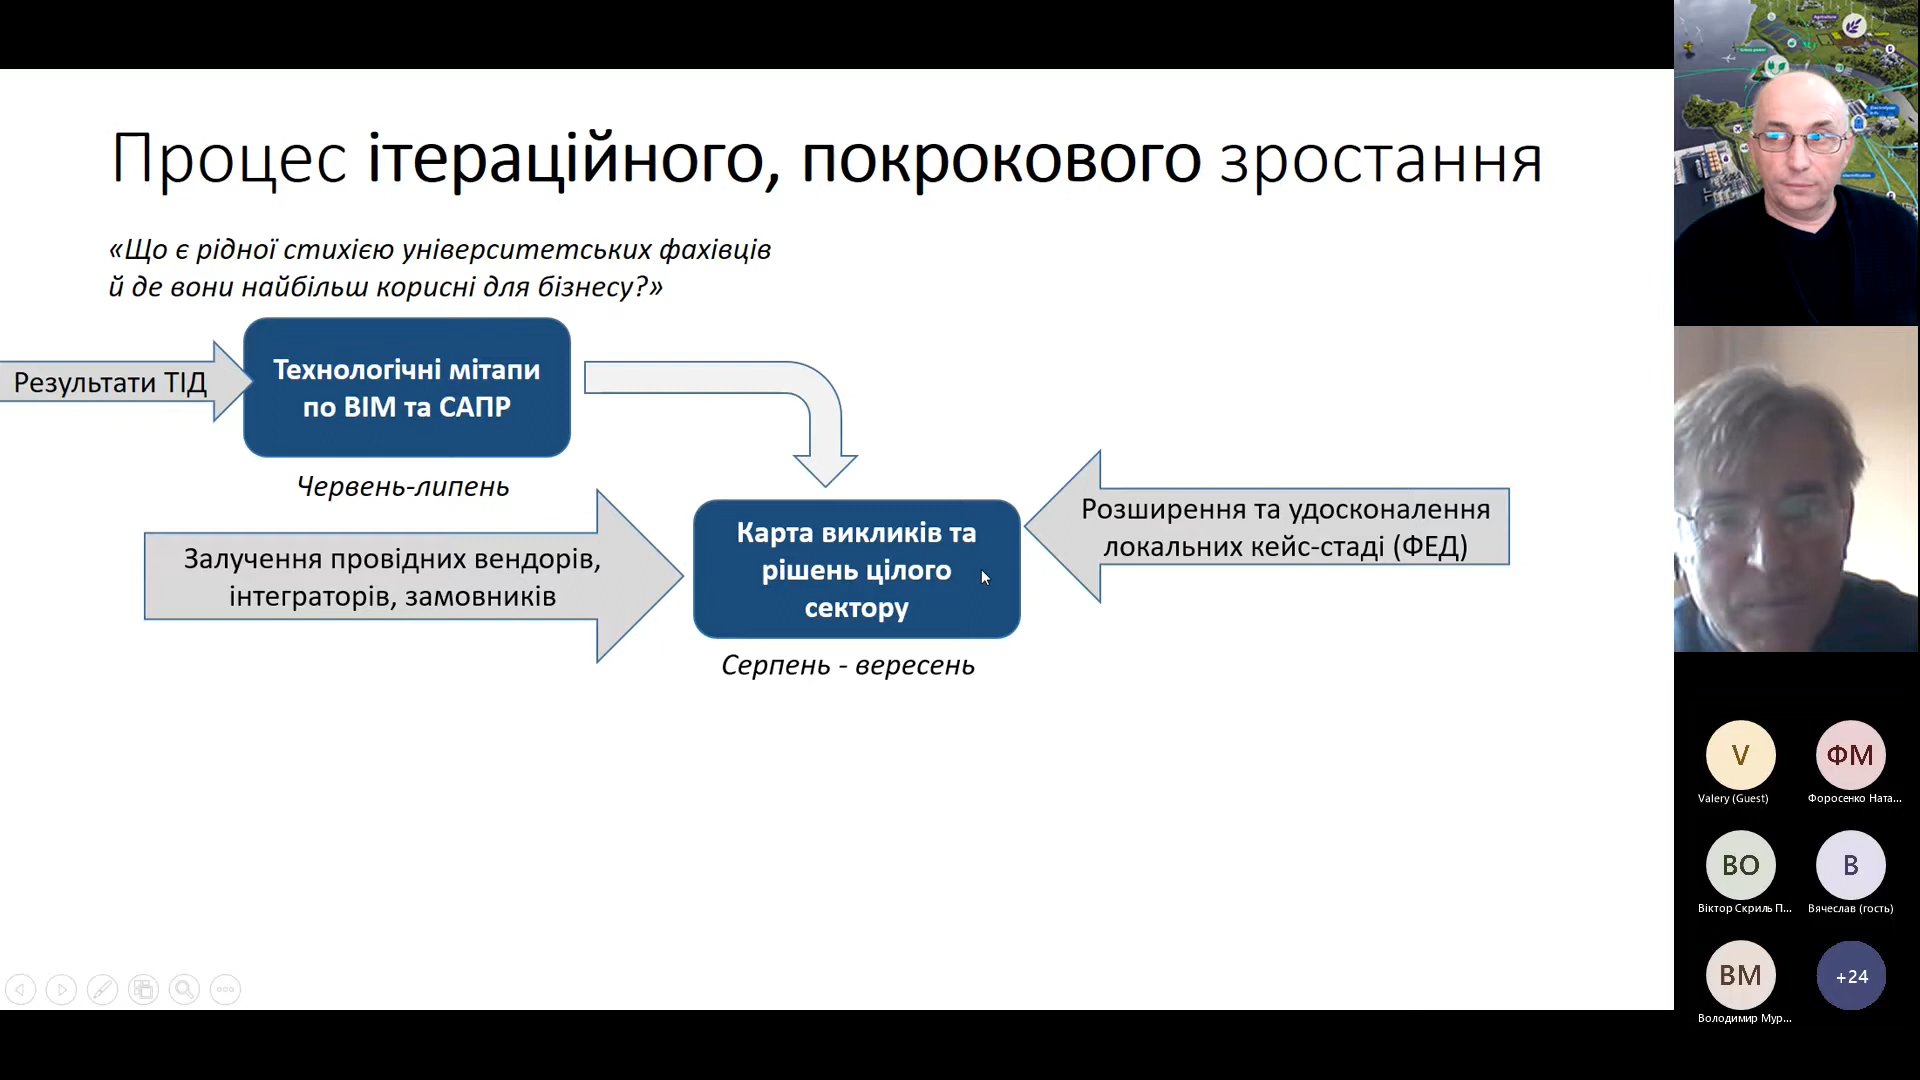 Процес ітераційного, покрокового зростання
«Що є рідної стихією університетських фахівців
й де вони найбільш корисні для бізнесу?»
Результати ТІД
Технологічні мітапи
по BIM та САПР
Червень-липень
Залучення провідних вендорів,
інтеграторів, замовників
Карта викликів та
рішень цілого
сектору
Серпень - вересень
Розширення та удосконалення
локальних кейс-стаді (ФЕД)
V
Valery (Guest)
ФМ
Форосенко Ната...
ВО
Віктор Скриль П...
В
Вячеслав (гость)
ВМ
Володимир Мур...
+24